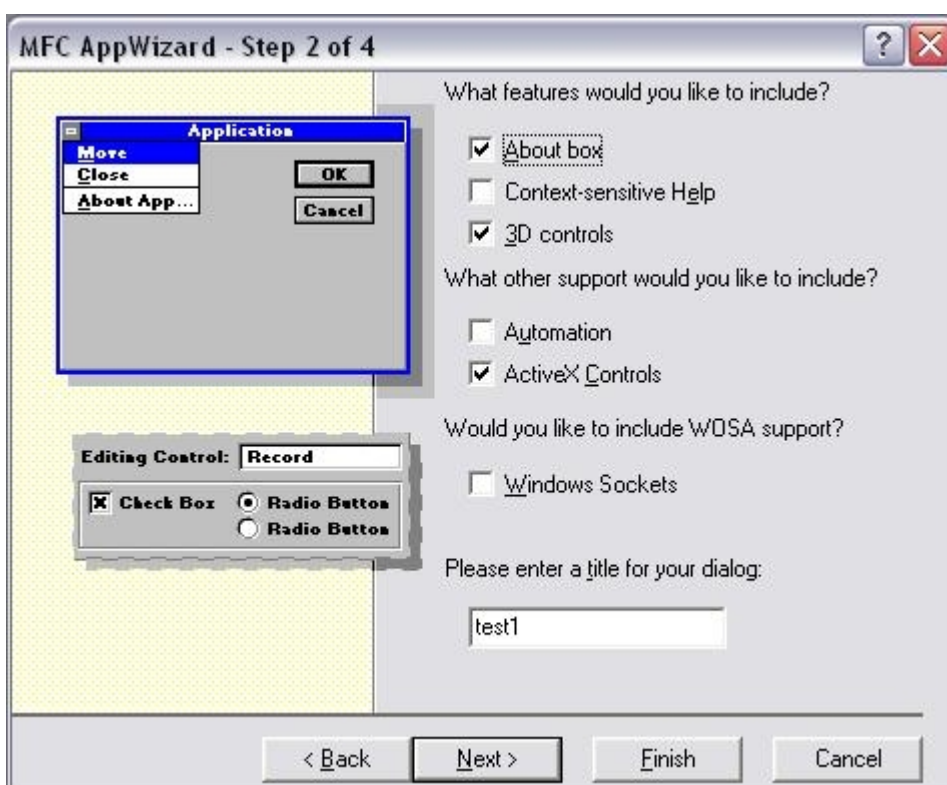 MFC AppWizard - Step 2 of 4
Application
Move
Close
About App...
OK
Cancel
Editing Control: Record
Check Box
Radio Button
Radio Button
What features would you like to include?
About box
Context-sensitive Help
3D controls
What other support would you like to include?
Automation
ActiveX Controls
Would you like to include WOSA support?
Windows Sockets
Please enter a title for your dialog:
test1
< Back
Next >
Finish
Cancel